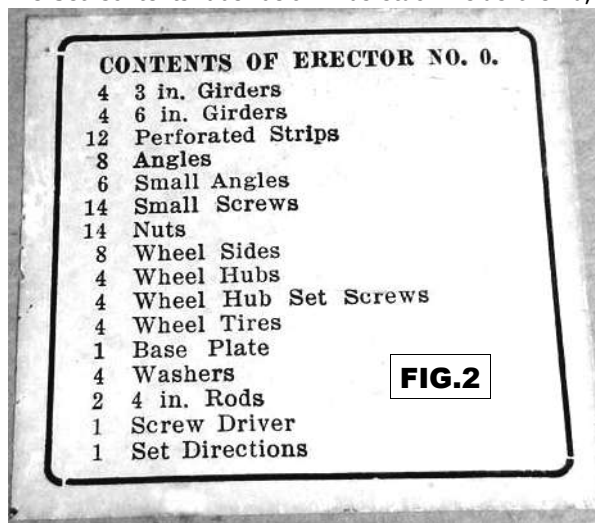 CONTENTS OF ERECTOR NO. 0.
4 3 in. Girders
4 6 in. Girders
12 Perforated Strips
8 Angles
6 Small Angles
14 Small Screws
14 Nuts
8 Wheel Sides
4 Wheel Hubs
4 Wheel Hub Set Screws
4 Wheel Tires
1 Base Plate
4 Washers
2 4 in. Rods
1 Screw Driver
1 Set Directions
FIG.2